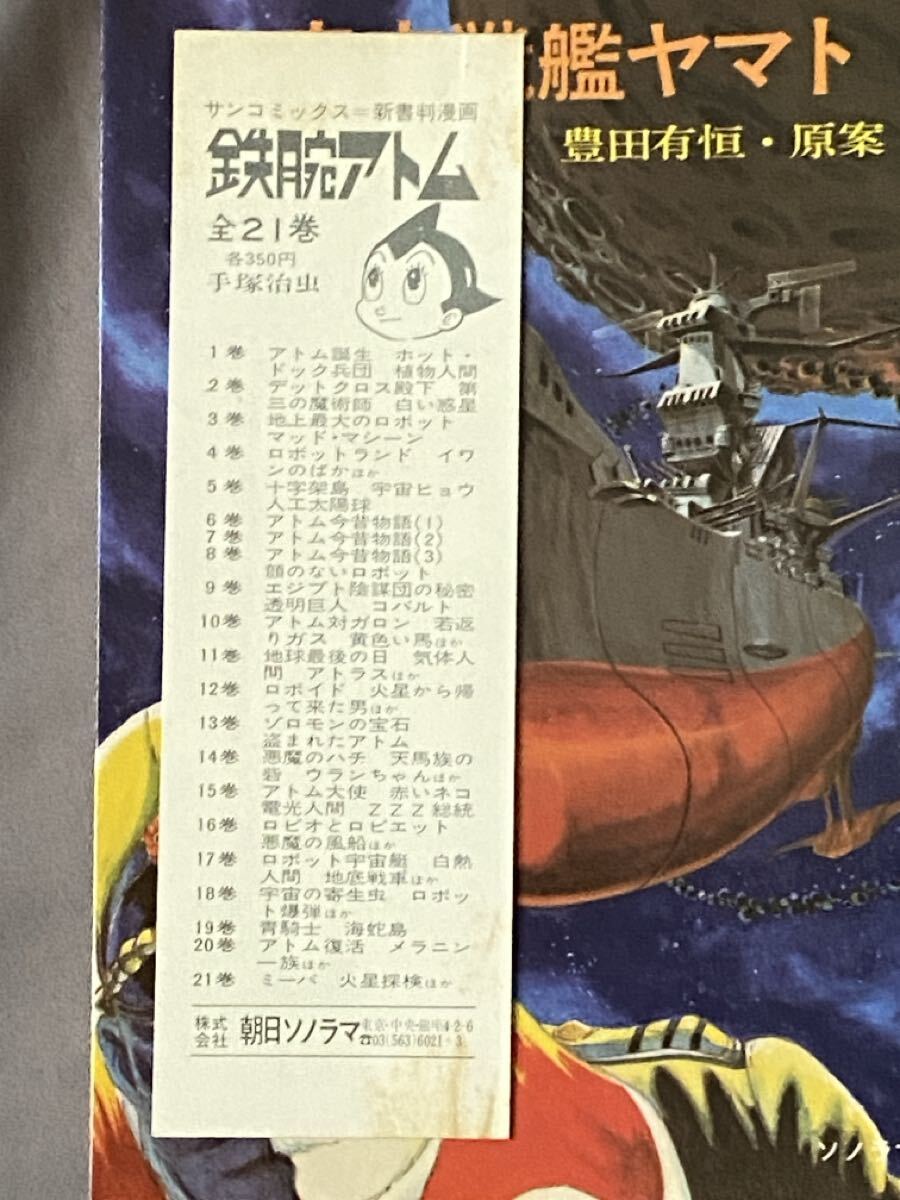 サンコミックス=新書判漫画
鉄腕アトム
全21巻
各350円
手塚治虫
1巻 アトム誕生 ホット・
ドック兵団 植物人間
2巻 デットクロス殿下 第
三の魔術師 白い惑星
3巻 地上最大のロボット
マッド・マシーン
4巻 ロボットランド イワ
ンのばかほか
5巻 十字架島 宇宙ヒョウ
人工太陽球
6巻 アトム今昔物語(1)
7巻 アトム今昔物語(2)
8巻 アトム今昔物語(3)
顔のないロボット
9巻 エジプト陰謀団の秘密
透明巨人 コバルト
10巻 アトム対ガロン 若返
りガス 黄色い馬ほか
11巻 地球最後の日 気体人
間 アトラスほか
12巻 ロボイド 火星から帰
って来た男ほか
13巻 ゾロモンの宝石
盗まれたアトム
14巻 悪魔のハチ 天馬族の
砦 ウランちゃんほか
15巻 アトム大使 赤いネコ
電光人間 ZZZ総統
16巻 ロビオとロビエット
悪魔の風船ほか
17巻 ロボット宇宙艇 白熱
人間 地底戦車ほか
18巻 宇宙の寄生虫 ロボッ
ト爆弾ほか
19巻 青騎士 海蛇島
20巻 アトム復活 メラニン
一族ほか
21巻 ミーバ 火星探検ほか
株式会社 朝日ソノラマ 東京・中央・銀座4-2-6
☎03(563)6021~3
艦ヤマト
豊田有恒・原案
ソノラマ